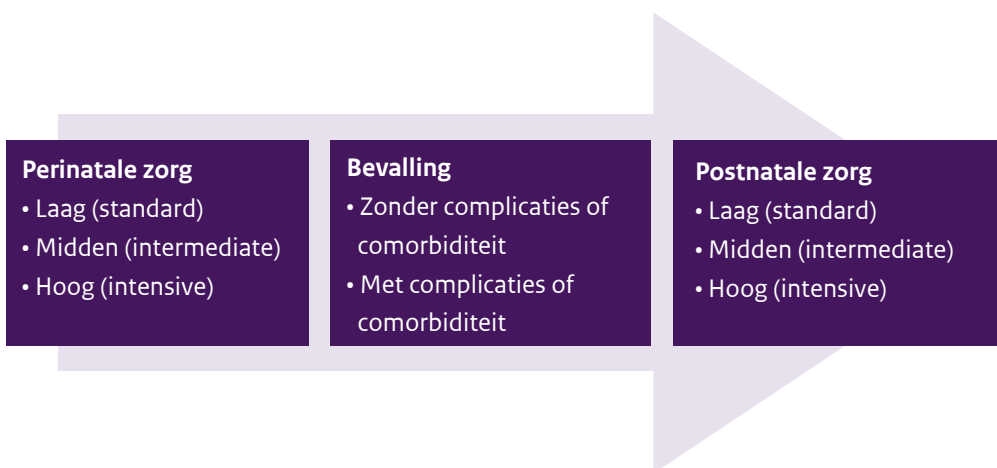 Perinatale zorg
• Laag (standard)
• Midden (intermediate)
• Hoog (intensive)
Bevalling
• Zonder complicaties of
comorbiditeit
• Met complicaties of
comorbiditeit
Postnatale zorg
• Laag (standard)
• Midden (intermediate)
• Hoog (intensive)